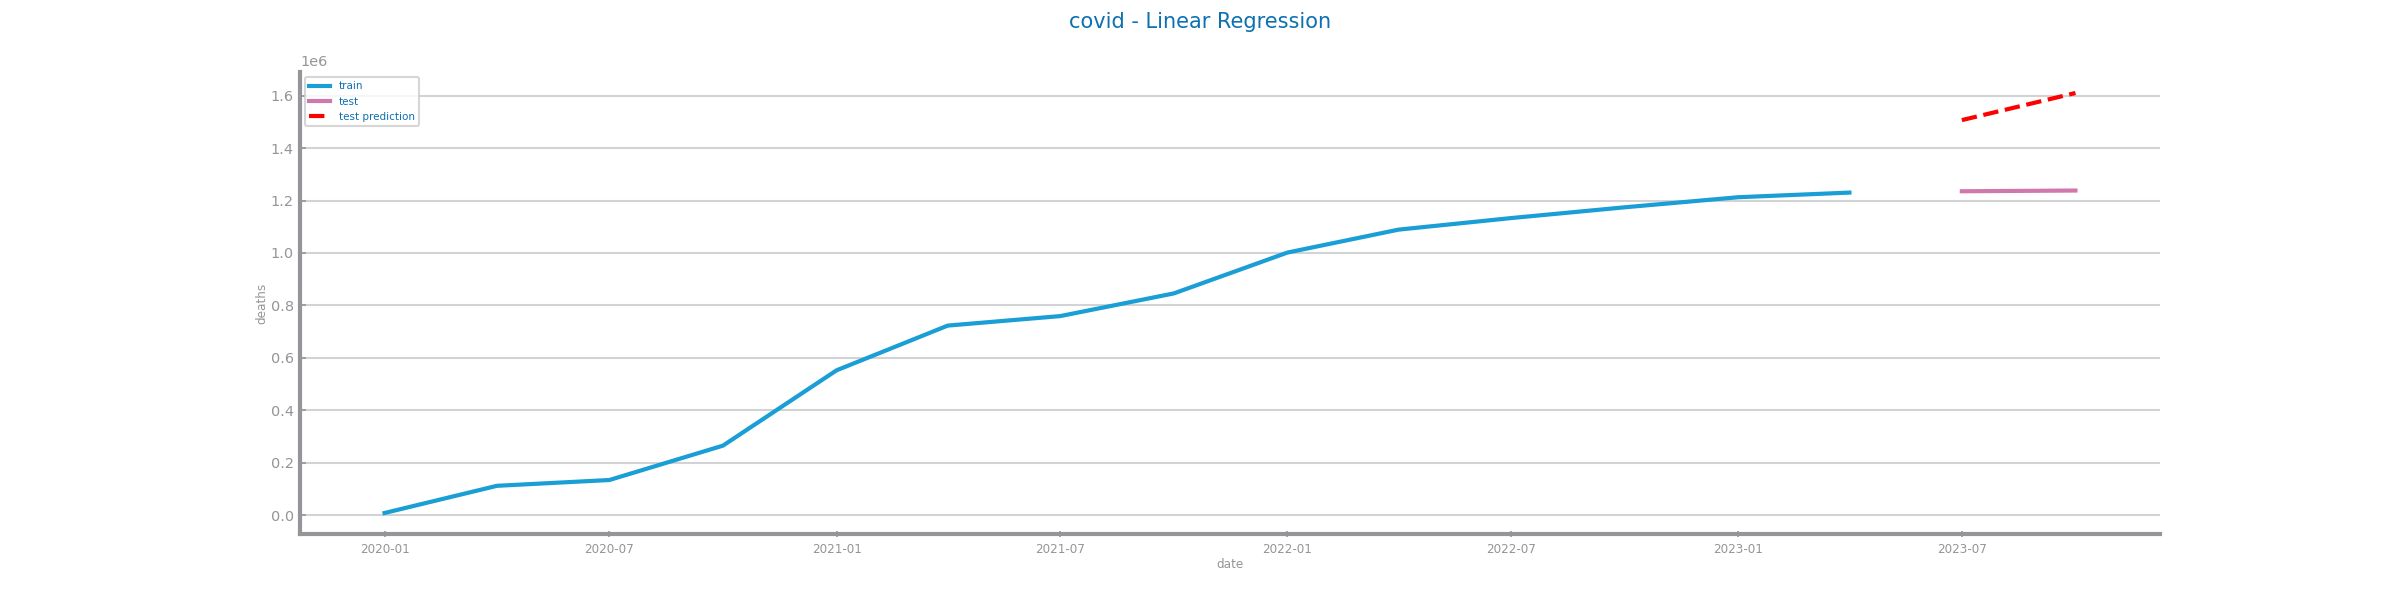 covid - Linear Regression
1e6
train
test
test prediction
1.6
1.4
1.2
1.0
0.8
0.6
0.4
0.2
0.0
deaths
2020-01 2020-07 2021-01 2021-07 2022-01 2022-07 2023-01 2023-07
date